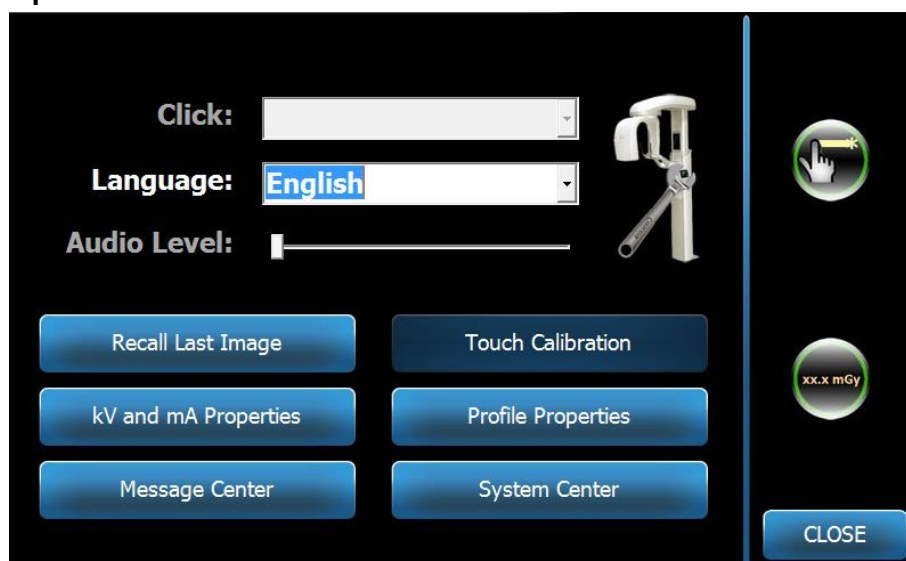 Click:
Language: English
Audio Level:
Recall Last Image
Touch Calibration
xx.x mGy
kV and mA Properties
Profile Properties
Message Center
System Center
CLOSE